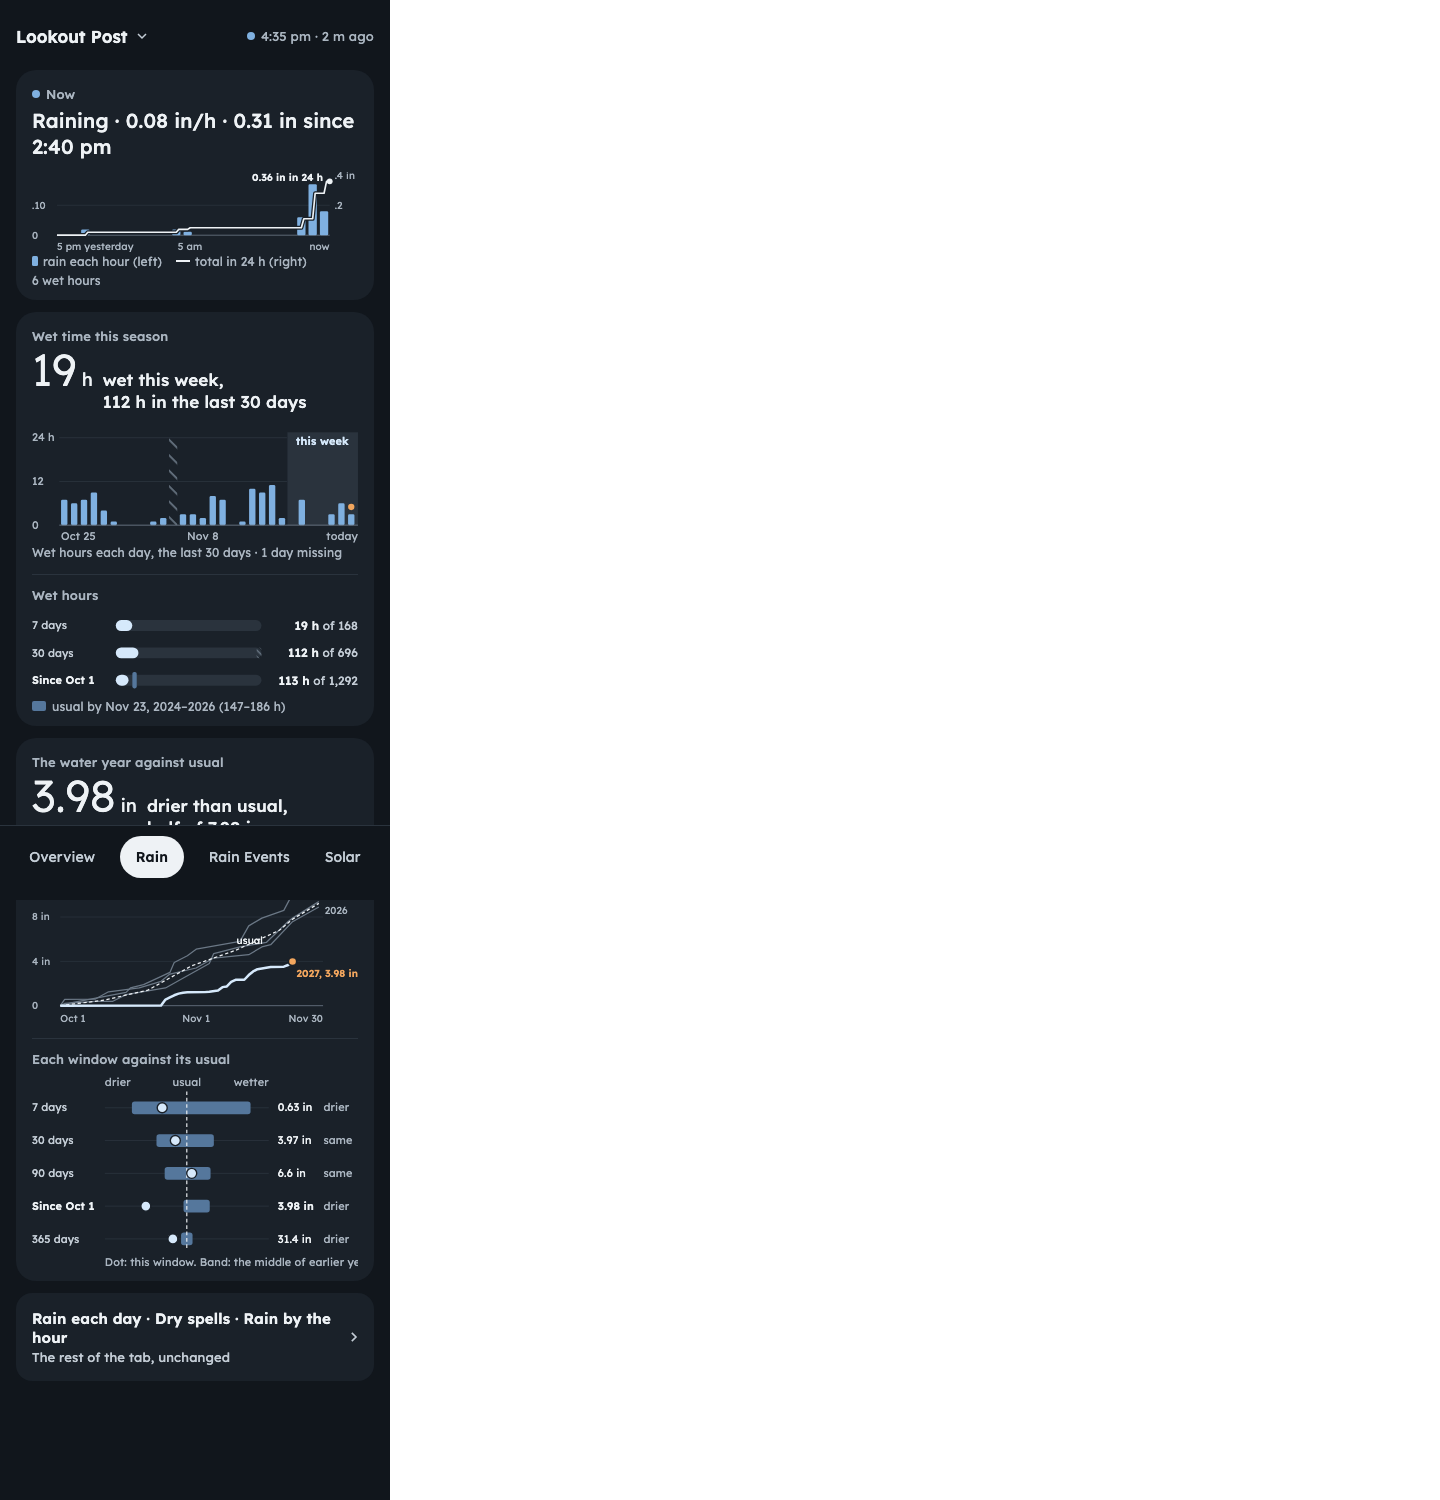 Lookout Post
4:35 pm · 2 m ago
Now
Raining · 0.08 in/h · 0.31 in since
2:40 pm
0.36 in in 24 h
.4 in
.10
.2
0
5 pm yesterday
5 am
now
rain each hour (left)
total in 24 h (right)
6 wet hours
Wet time this season
19 h wet this week,
112 h in the last 30 days
24 h
this week
12
0
Oct 25
Nov 8
today
Wet hours each day, the last 30 days · 1 day missing
Wet hours
7 days
19 h of 168
30 days
112 h of 696
Since Oct 1
113 h of 1,292
usual by Nov 23, 2024–2026 (147–186 h)
The water year against usual
3.98 in drier than usual,
Overview
Rain
Rain Events
Solar
8 in
2026
usual
4 in
2027, 3.98 in
0
Oct 1
Nov 1
Nov 30
Each window against its usual
drier
usual
wetter
7 days
0.63 in
drier
30 days
3.97 in
same
90 days
6.6 in
same
Since Oct 1
3.98 in
drier
365 days
31.4 in
drier
Dot: this window. Band: the middle of earlier ye
Rain each day · Dry spells · Rain by the
hour
The rest of the tab, unchanged